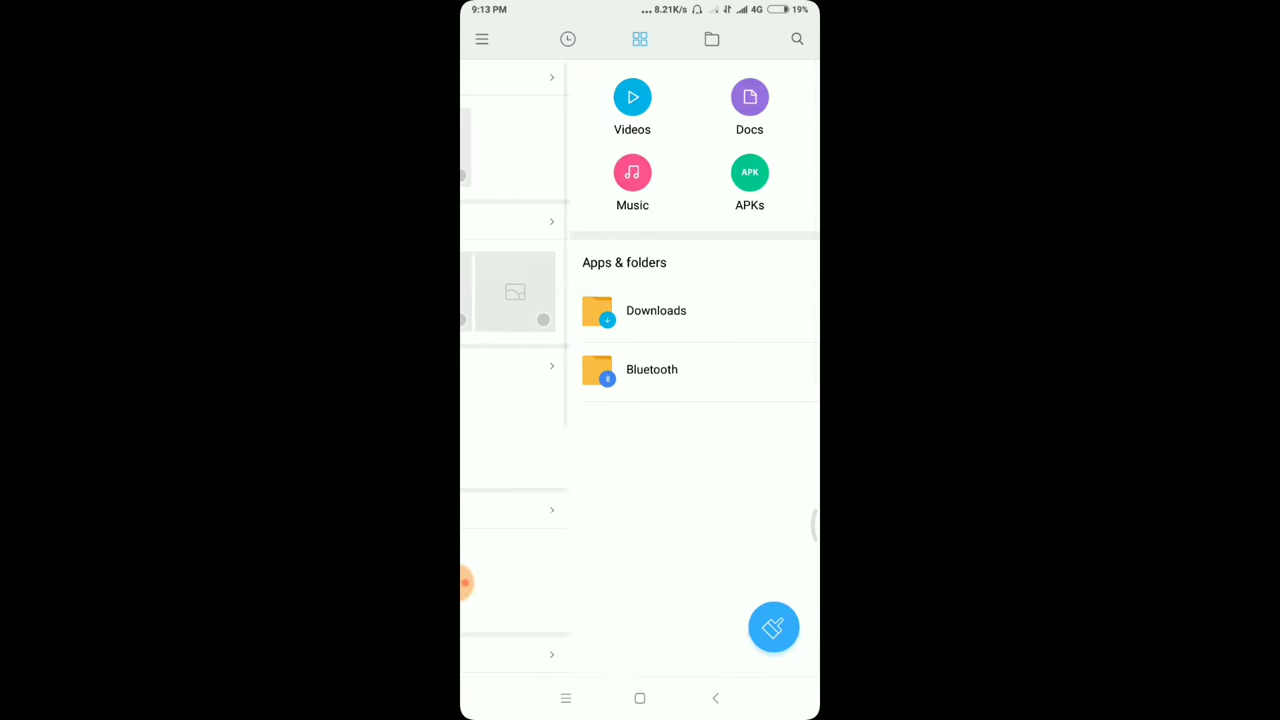 9:13 PM
... 8.21K/s 4G 19%
Videos
Docs
APK
Music
APKs
Apps & folders
Downloads
Bluetooth